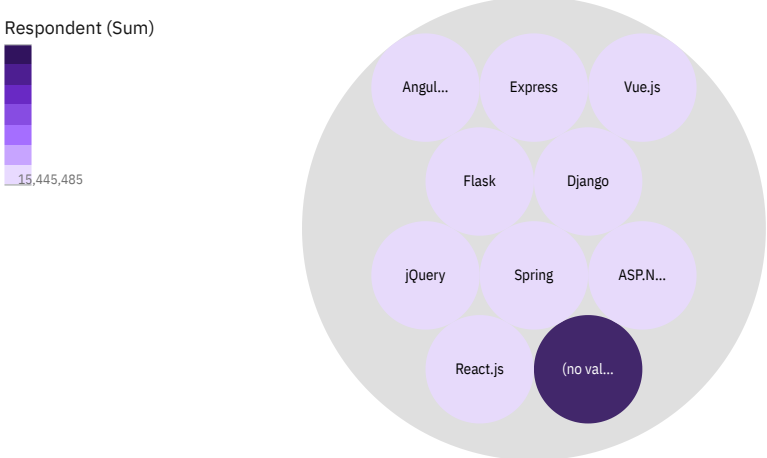 Respondent (Sum)
15,445,485
Angul...
Express
Vue.js
Flask
Django
jQuery
Spring
ASP.N...
React.js
(no val...